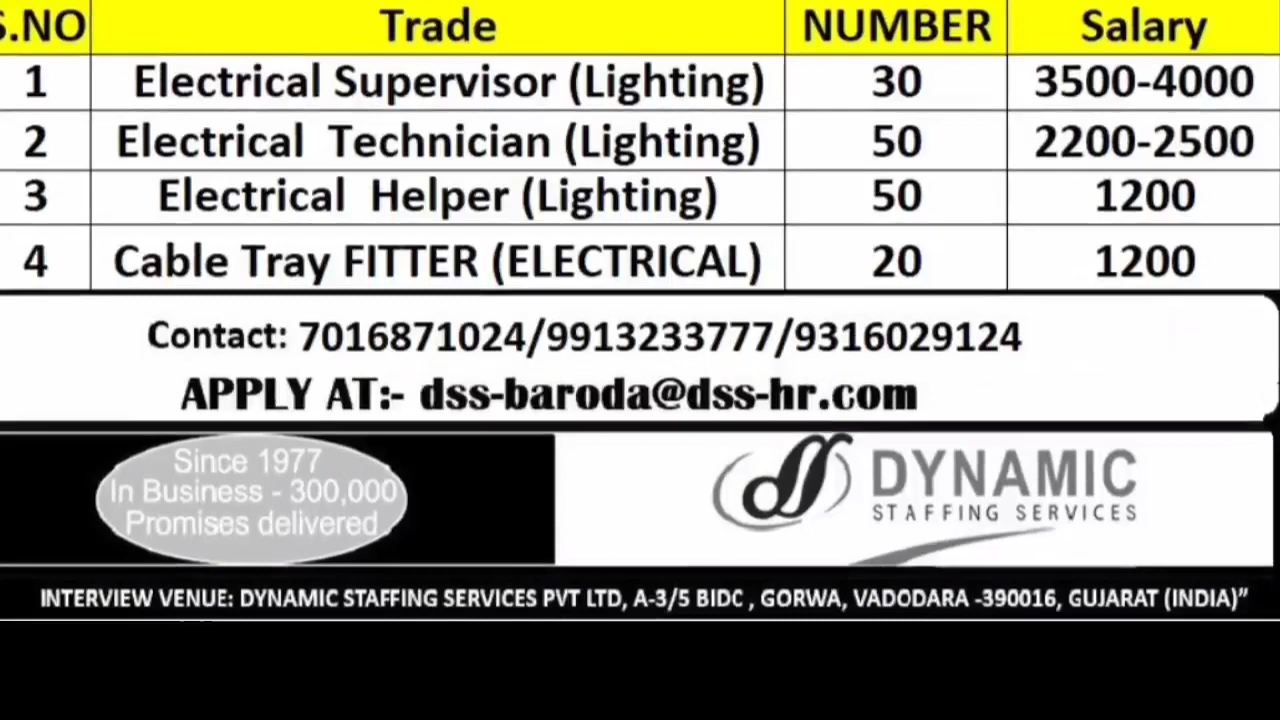 S.NO Trade NUMBER Salary
1 Electrical Supervisor (Lighting) 30 3500-4000
2 Electrical Technician (Lighting) 50 2200-2500
3 Electrical Helper (Lighting) 50 1200
4 Cable Tray FITTER (ELECTRICAL) 20 1200
Contact: 7016871024/9913233777/9316029124
APPLY AT:- dss-baroda@dss-hr.com
Since 1977
In Business - 300,000
Promises delivered
dss DYNAMIC
STAFFING SERVICES
INTERVIEW VENUE: DYNAMIC STAFFING SERVICES PVT LTD, A-3/5 BIDC , GORWA, VADODARA -390016, GUJARAT (INDIA)”